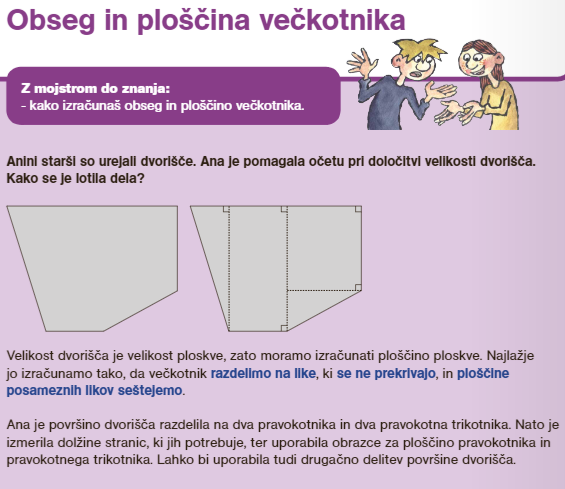 Obseg in ploščina večkotnika
Z mojstrom do znanja:
- kako izračunaš obseg in ploščino večkotnika.
Anini starši so urejali dvorišče. Ana je pomagala očetu pri določitvi velikosti dvorišča.
Kako se je lotila dela?
Velikost dvorišča je velikost ploskve, zato moramo izračunati ploščino ploskve. Najlažje
jo izračunamo tako, da večkotnik razdelimo na like, ki se ne prekrivajo, in ploščine
posameznih likov seštejemo.
Ana je površino dvorišča razdelila na dva pravokotnika in dva pravokotna trikotnika. Nato je
izmerila dolžine stranic, ki jih potrebuje, ter uporabila obrazce za ploščino pravokotnika in
pravokotnega trikotnika. Lahko bi uporabila tudi drugačno delitev površine dvorišča.